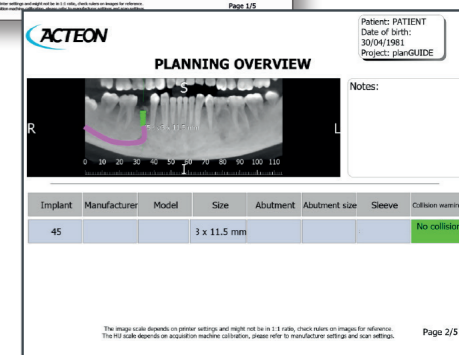 Page 1/5
ACTEON
Patient: PATIENT
Date of birth:
30/04/1981
Project: planGUIDE
PLANNING OVERVIEW
Notes:
S
R
L
0 10 20 30 40 50 60 70 80 90 100 110
I
Implant Manufacturer Model Size Abutment Abutment size Sleeve Collision warnin
45 3 x 11.5 mm No collision
The image scale depends on printer settings and might not be in 1:1 ratio, check rulers on images for reference.
The HU scale depends on acquisition machine calibration, please refer to manufacturer settings and scan settings.
Page 2/5